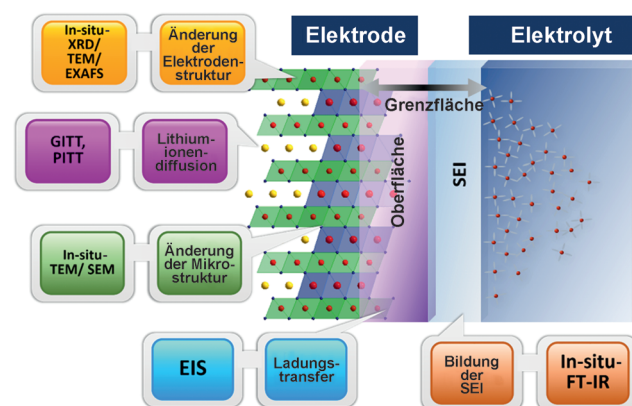 Elektrode
Elektrolyt
In-situ-
XRD/
TEM/
EXAFS
Änderung
der
Elektroden-
struktur
Grenzfläche
GITT,
PITT
Lithium-
ionen-
diffusion
Oberfläche
SEI
In-situ-
TEM/ SEM
Änderung
der Mikro-
struktur
EIS
Ladungs-
transfer
Bildung
der
SEI
In-situ-
FT-IR